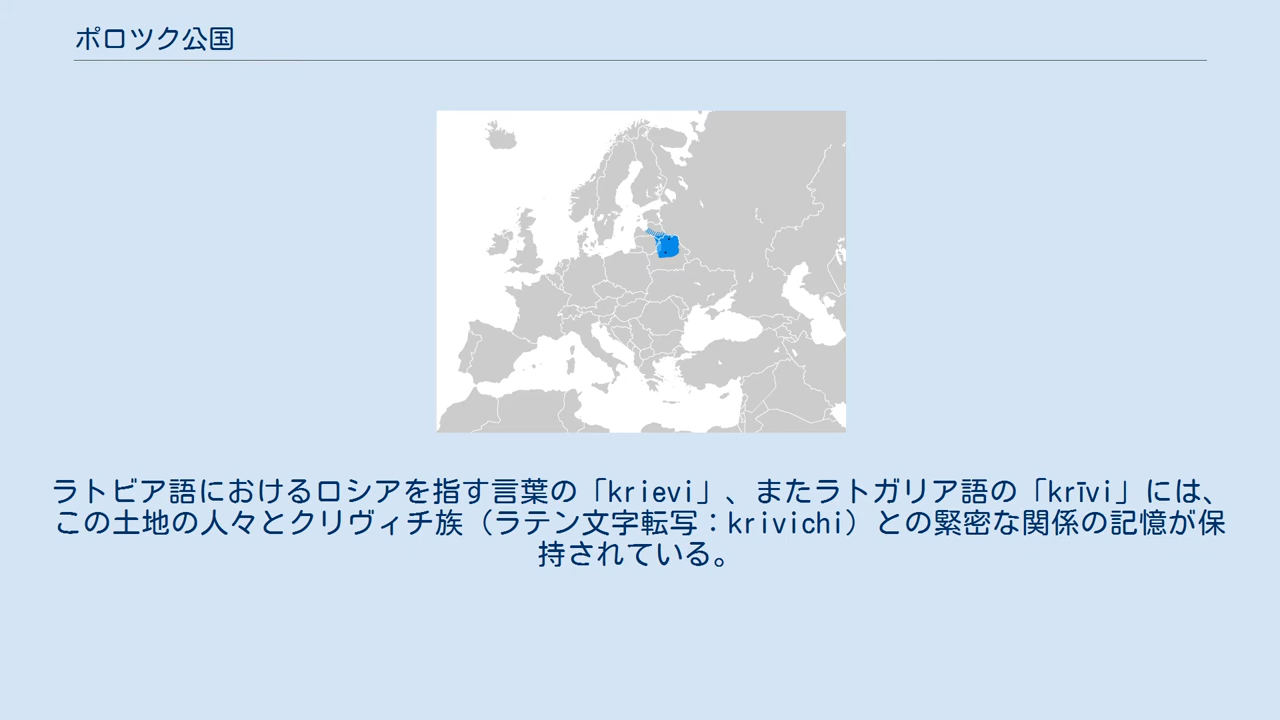 ポロツク公国
ラトビア語におけるロシアを指す言葉の「krievi」、またラトガリア語の「krīvi」には、
この土地の人々とクリヴィチ族（ラテン文字転写：krivichi）との緊密な関係の記憶が保
持されている。